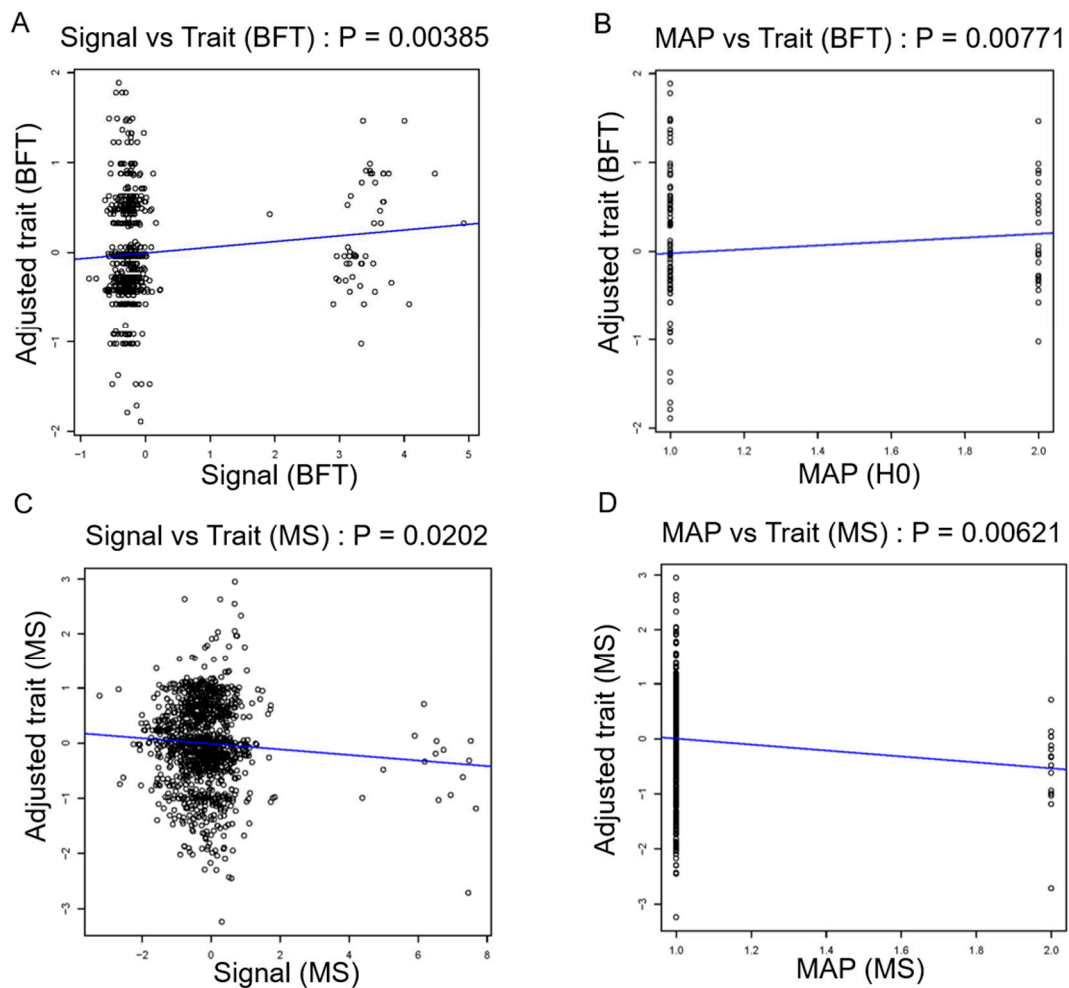 A
Signal vs Trait (BFT) : P = 0.00385
Adjusted trait (BFT)
2
1
0
-1
-2
-1 0 1 2 3 4 5
Signal (BFT)
B
MAP vs Trait (BFT) : P = 0.00771
Adjusted trait (BFT)
2
1
0
-1
-2
1.0 1.2 1.4 1.6 1.8 2.0
MAP (H0)
C
Signal vs Trait (MS) : P = 0.0202
Adjusted trait (MS)
3
2
1
0
-1
-2
-3
-2 0 2 4 6 8
Signal (MS)
D
MAP vs Trait (MS) : P = 0.00621
Adjusted trait (MS)
3
2
1
0
-1
-2
-3
1.0 1.2 1.4 1.6 1.8 2.0
MAP (MS)